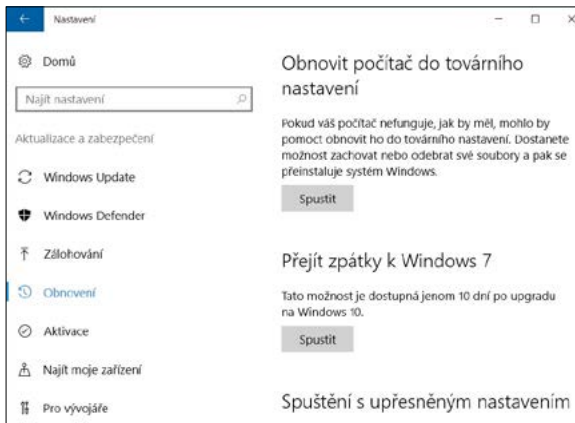 Nastavení
Domů
Najít nastavení
Aktualizace a zabezpečení
Windows Update
Windows Defender
Zálohování
Obnovení
Aktivace
Najít moje zařízení
Pro vývojáře
Obnovit počítač do továrního
nastavení
Pokud váš počítač nefunguje, jak by měl, mohlo by
pomoct obnovit ho do továrního nastavení. Dostanete
možnost zachovat nebo odebrat své soubory a pak se
přeinstaluje systém Windows.
Spustit
Přejít zpátky k Windows 7
Tato možnost je dostupná jenom 10 dní po upgradu
na Windows 10.
Spustit
Spuštění s upřesněným nastavením